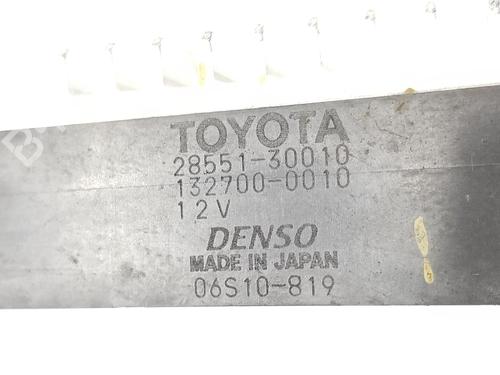 TOYOTA
28551-30010
132700-0010
12V
DENSO
MADE IN JAPAN
06S10-819